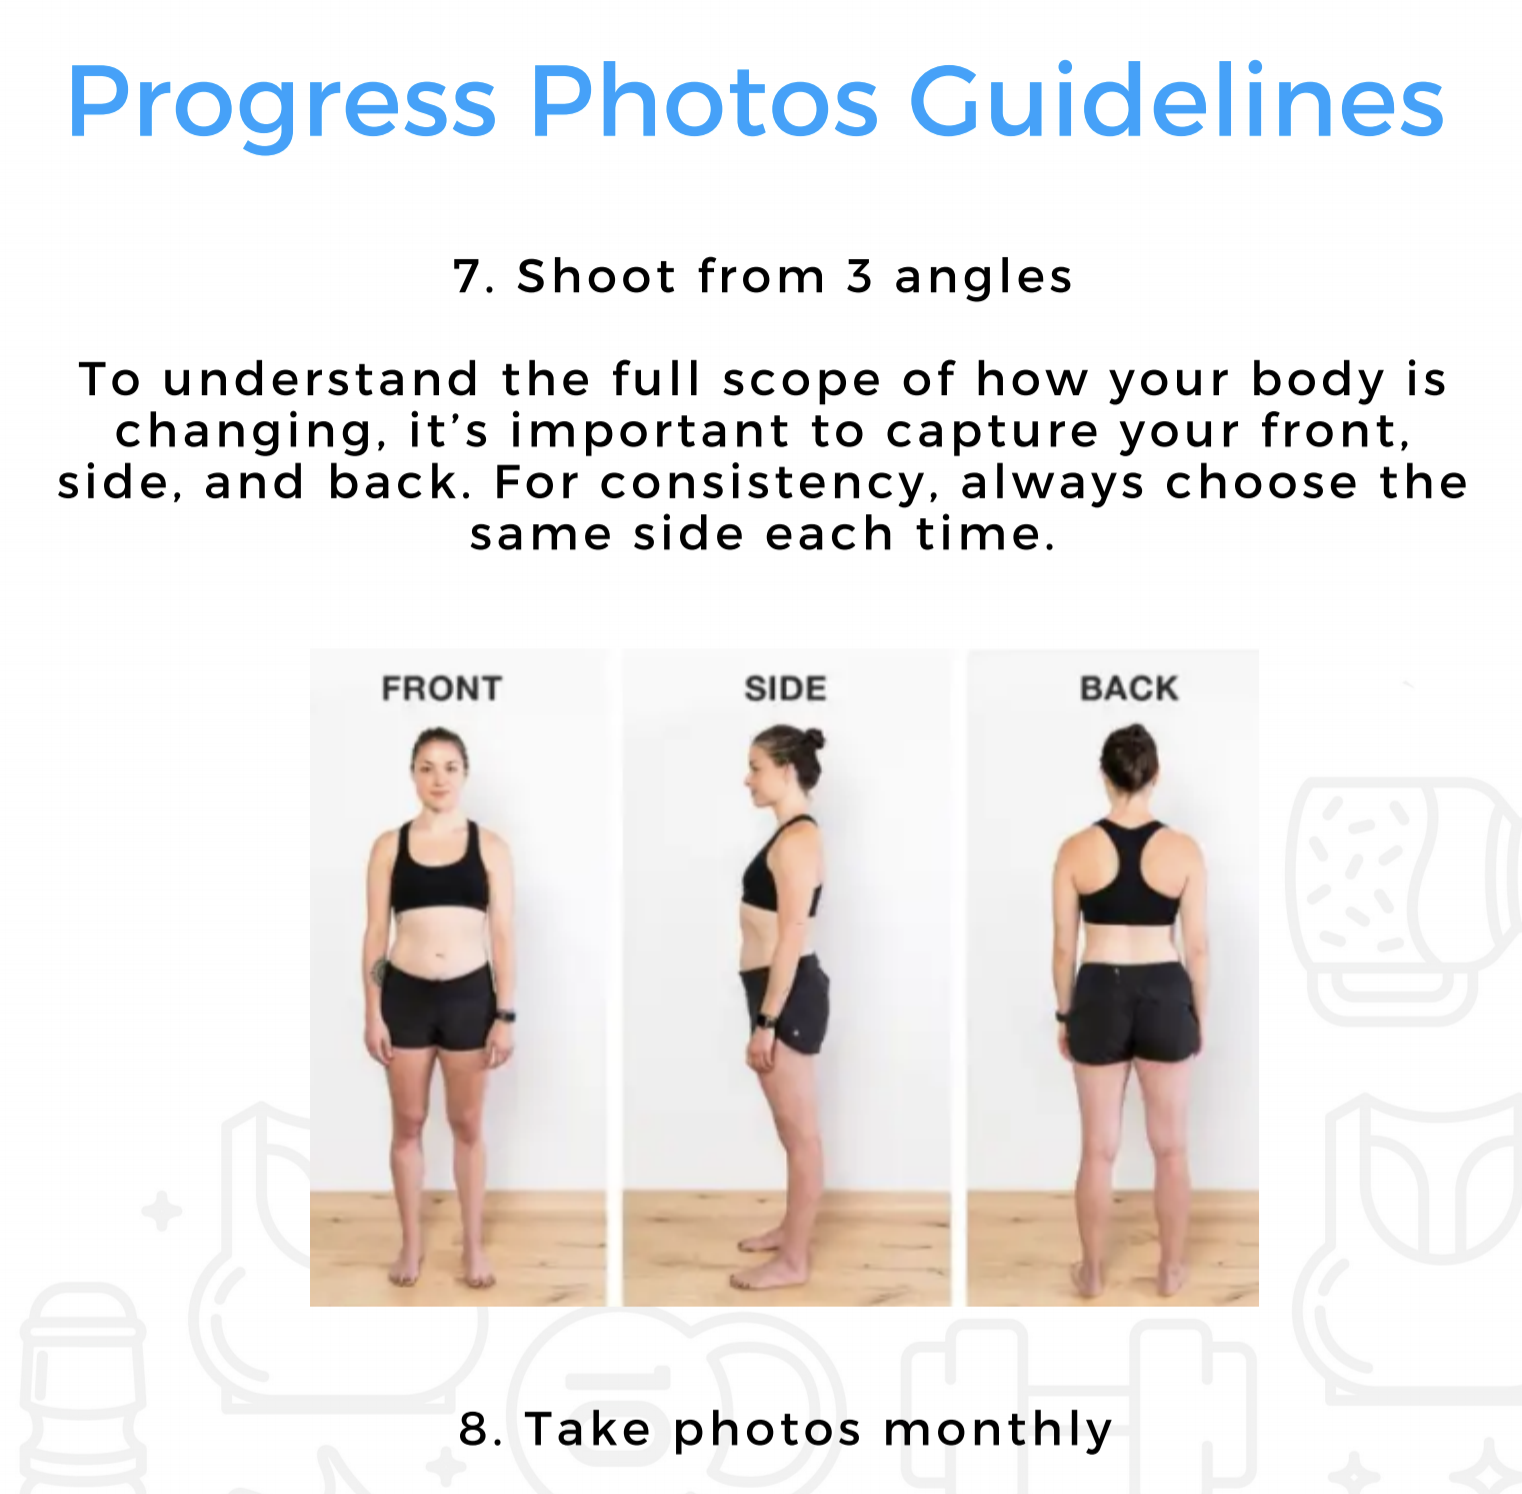 Progress Photos Guidelines
7. Shoot from 3 angles
To understand the full scope of how your body is
changing, it’s important to capture your front,
side, and back. For consistency, always choose the
same side each time.
FRONT
SIDE
BACK
8. Take photos monthly